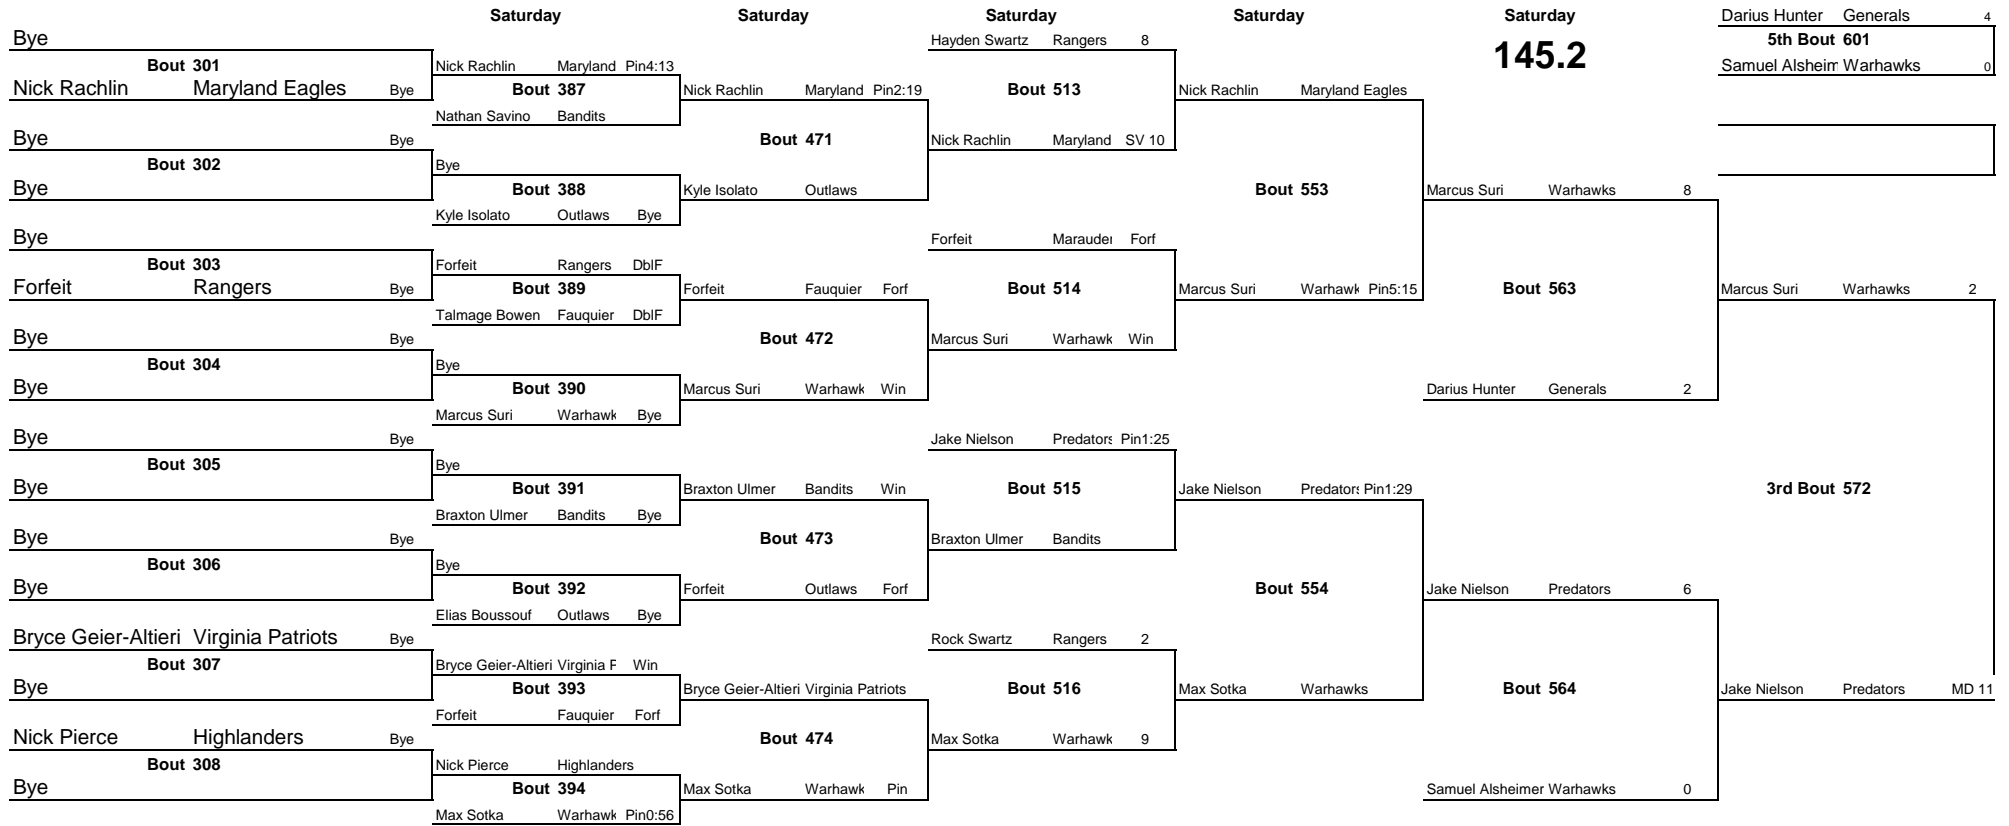 Saturday Saturday Saturday Saturday Saturday Darius Hunter Generals 4
Bye Hayden Swartz Rangers 8 145.2 5th Bout 601
Bout 301 Nick Rachlin Maryland Pin4:13 Samuel Alsheim Warhawks 0
Nick Rachlin Maryland Eagles Bye Bout 387 Nick Rachlin Maryland Pin2:19 Bout 513 Nick Rachlin Maryland Eagles
Nathan Savino Bandits
Bye Bye Bout 471 Nick Rachlin Maryland SV 10
Bout 302 Bye
Bye Bout 388 Kyle Isolato Outlaws Bout 553 Marcus Suri Warhawks 8
Kyle Isolato Outlaws Bye
Bye Forfeit Maraude Forf
Bout 303 Forfeit Rangers DblF
Forfeit Rangers Bye Bout 389 Forfeit Fauquier Forf Bout 514 Marcus Suri Warhawk Pin5:15 Bout 563 Marcus Suri Warhawks 2
Talmage Bowen Fauquier DblF
Bye Bye Bout 472 Marcus Suri Warhawk Win
Bout 304 Bye
Bye Bout 390 Marcus Suri Warhawk Win Darius Hunter Generals 2
Marcus Suri Warhawk Bye
Bye Bye Jake Nielson Predators Pin1:25
Bout 305 Bye
Bye Bout 391 Braxton Ulmer Bandits Win Bout 515 Jake Nielson Predators Pin1:29 3rd Bout 572
Braxton Ulmer Bandits Bye
Bye Bye Bout 473 Braxton Ulmer Bandits
Bout 306 Bye
Bye Bout 392 Forfeit Outlaws Forf Bout 554 Jake Nielson Predators 6
Elias Boussouf Outlaws Bye
Bryce Geier-Altieri Virginia Patriots Bye Rock Swartz Rangers 2
Bout 307 Bryce Geier-Altieri Virginia P Win
Bye Bout 393 Bryce Geier-Altieri Virginia Patriots Bout 516 Max Sotka Warhawks Bout 564 Jake Nielson Predators MD 11
Forfeit Fauquier Forf
Nick Pierce Highlanders Bye Bout 474 Max Sotka Warhawk 9
Bout 308 Nick Pierce Highlanders
Bye Bout 394 Max Sotka Warhawk Pin Samuel Alsheimer Warhawks 0
Max Sotka Warhawk Pin0:56